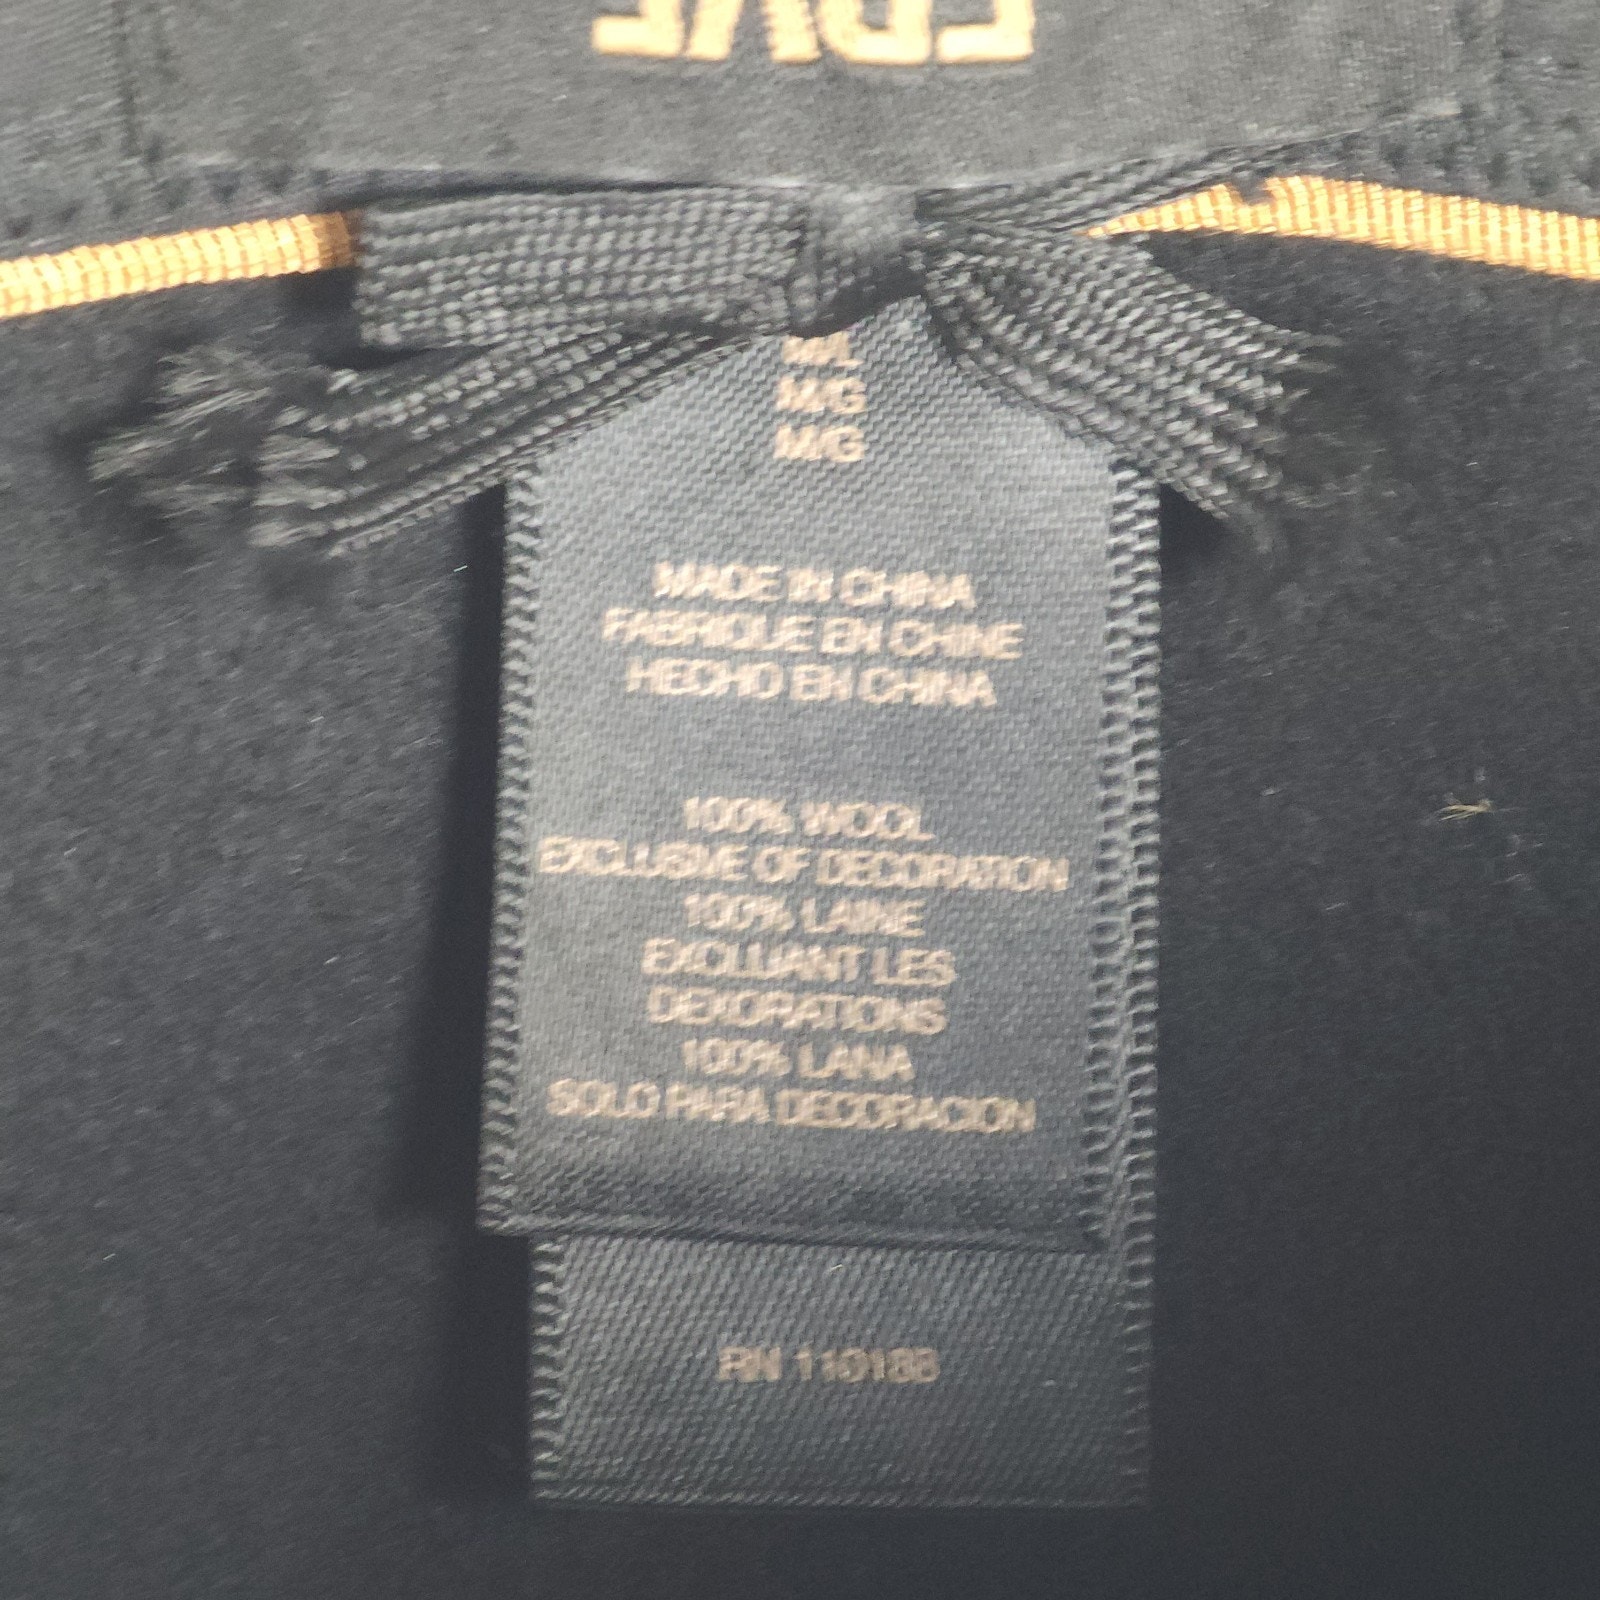 M/L
M/G
M/G
MADE IN CHINA
FABRIQUE EN CHINE
HECHO EN CHINA
100% WOOL
EXCLUSIVE OF DECORATION
100% LAINE
EXCLUANT LES
DEKORATIONS
100% LANA
SOLO PARA DECORACION
RN 110188